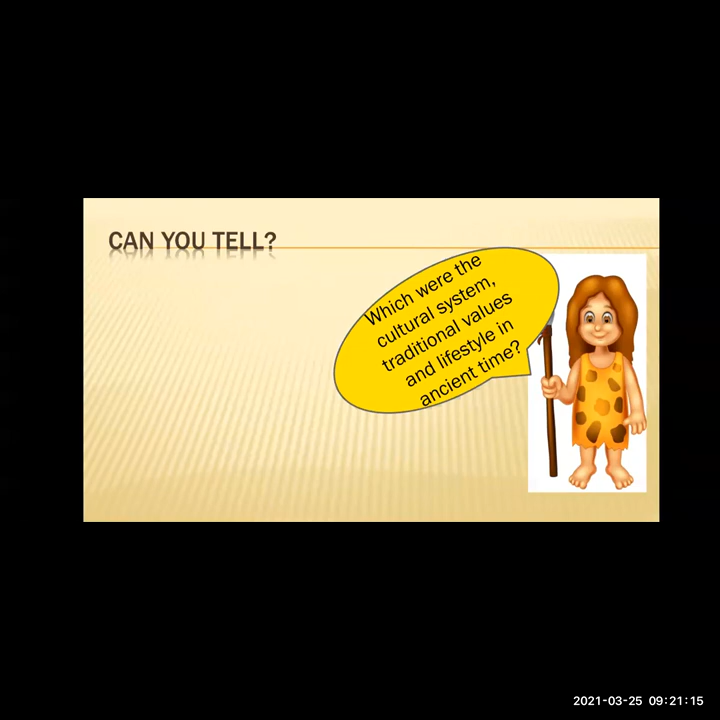 CAN YOU TELL?
Which were the
cultural system,
traditional values
and lifestyle in
ancient time?
2021-03-25 09:21:15